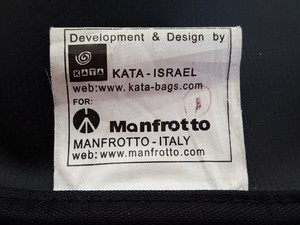 Development & Design by
KATA
KATA - ISRAEL
web:www.kata-bags.com
FOR:
Manfrotto
MANFROTTO - ITALY
web: www.manfrotto.com